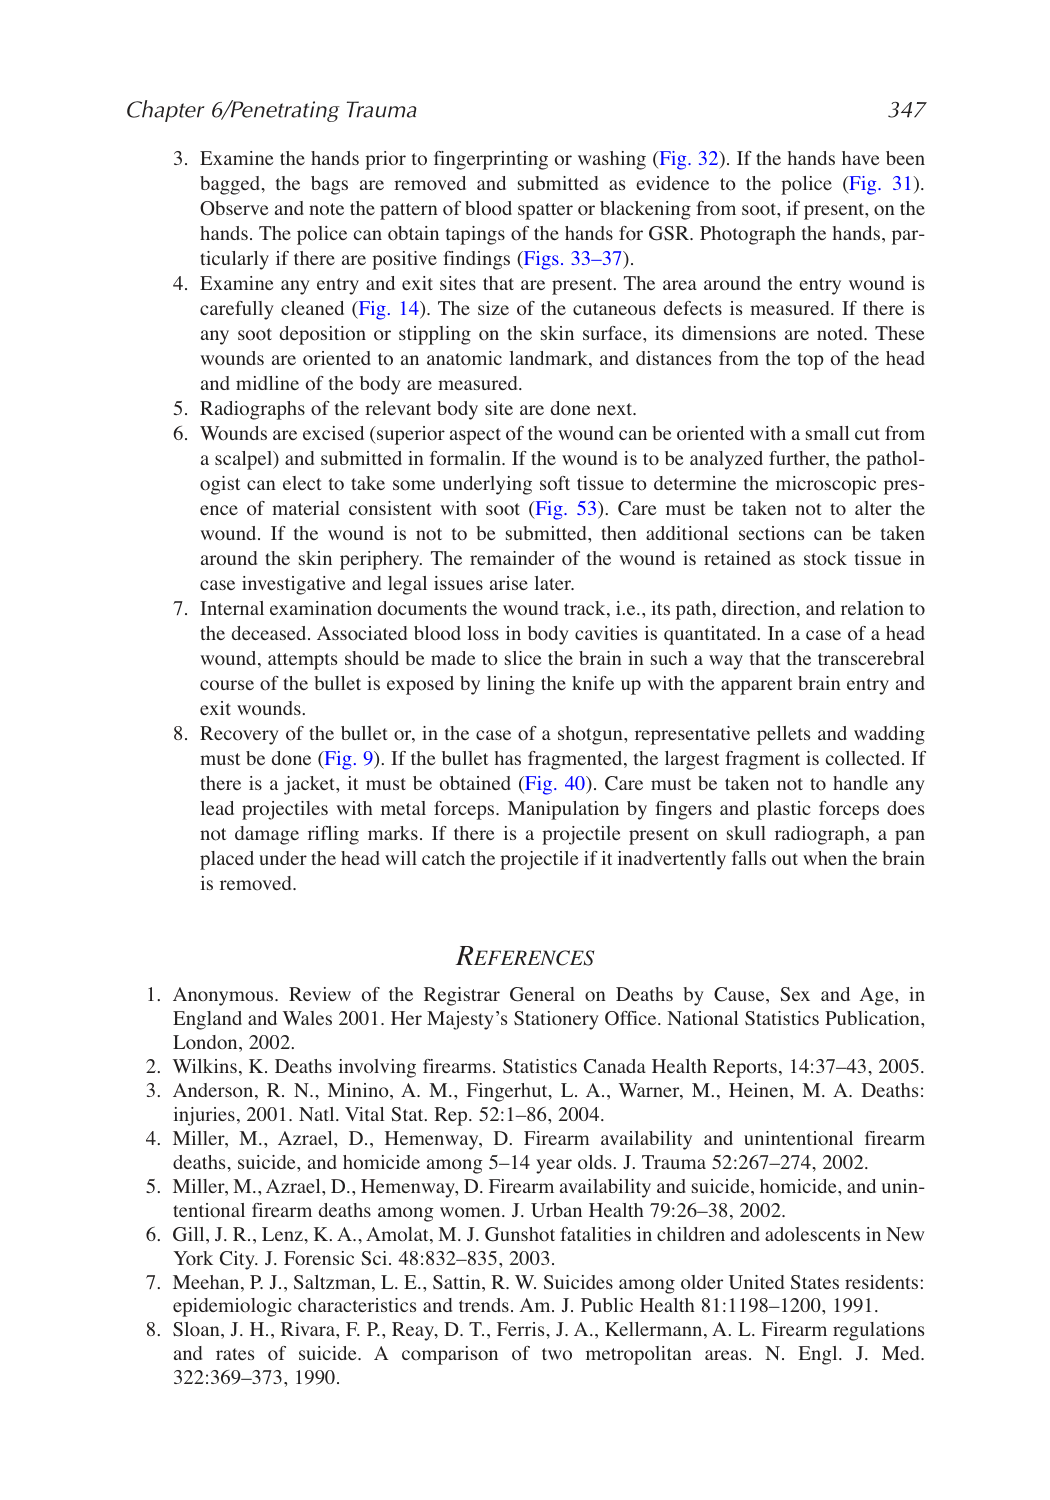 Chapter 6/Penetrating Trauma 347
3. Examine the hands prior to fingerprinting or washing (Fig. 32). If the hands have been
bagged, the bags are removed and submitted as evidence to the police (Fig. 31).
Observe and note the pattern of blood spatter or blackening from soot, if present, on the
hands. The police can obtain tapings of the hands for GSR. Photograph the hands, par-
ticularly if there are positive findings (Figs. 33–37).
4. Examine any entry and exit sites that are present. The area around the entry wound is
carefully cleaned (Fig. 14). The size of the cutaneous defects is measured. If there is
any soot deposition or stippling on the skin surface, its dimensions are noted. These
wounds are oriented to an anatomic landmark, and distances from the top of the head
and midline of the body are measured.
5. Radiographs of the relevant body site are done next.
6. Wounds are excised (superior aspect of the wound can be oriented with a small cut from
a scalpel) and submitted in formalin. If the wound is to be analyzed further, the pathol-
ogist can elect to take some underlying soft tissue to determine the microscopic pres-
ence of material consistent with soot (Fig. 53). Care must be taken not to alter the
wound. If the wound is not to be submitted, then additional sections can be taken
around the skin periphery. The remainder of the wound is retained as stock tissue in
case investigative and legal issues arise later.
7. Internal examination documents the wound track, i.e., its path, direction, and relation to
the deceased. Associated blood loss in body cavities is quantitated. In a case of a head
wound, attempts should be made to slice the brain in such a way that the transcerebral
course of the bullet is exposed by lining the knife up with the apparent brain entry and
exit wounds.
8. Recovery of the bullet or, in the case of a shotgun, representative pellets and wadding
must be done (Fig. 9). If the bullet has fragmented, the largest fragment is collected. If
there is a jacket, it must be obtained (Fig. 40). Care must be taken not to handle any
lead projectiles with metal forceps. Manipulation by fingers and plastic forceps does
not damage rifling marks. If there is a projectile present on skull radiograph, a pan
placed under the head will catch the projectile if it inadvertently falls out when the brain
is removed.
REFERENCES
1. Anonymous. Review of the Registrar General on Deaths by Cause, Sex and Age, in
England and Wales 2001. Her Majesty's Stationery Office. National Statistics Publication,
London, 2002.
2. Wilkins, K. Deaths involving firearms. Statistics Canada Health Reports, 14:37–43, 2005.
3. Anderson, R. N., Minino, A. M., Fingerhut, L. A., Warner, M., Heinen, M. A. Deaths:
injuries, 2001. Natl. Vital Stat. Rep. 52:1–86, 2004.
4. Miller, M., Azrael, D., Hemenway, D. Firearm availability and unintentional firearm
deaths, suicide, and homicide among 5–14 year olds. J. Trauma 52:267–274, 2002.
5. Miller, M., Azrael, D., Hemenway, D. Firearm availability and suicide, homicide, and unin-
tentional firearm deaths among women. J. Urban Health 79:26–38, 2002.
6. Gill, J. R., Lenz, K. A., Amolat, M. J. Gunshot fatalities in children and adolescents in New
York City. J. Forensic Sci. 48:832–835, 2003.
7. Meehan, P. J., Saltzman, L. E., Sattin, R. W. Suicides among older United States residents:
epidemiologic characteristics and trends. Am. J. Public Health 81:1198–1200, 1991.
8. Sloan, J. H., Rivara, F. P., Reay, D. T., Ferris, J. A., Kellermann, A. L. Firearm regulations
and rates of suicide. A comparison of two metropolitan areas. N. Engl. J. Med.
322:369–373, 1990.